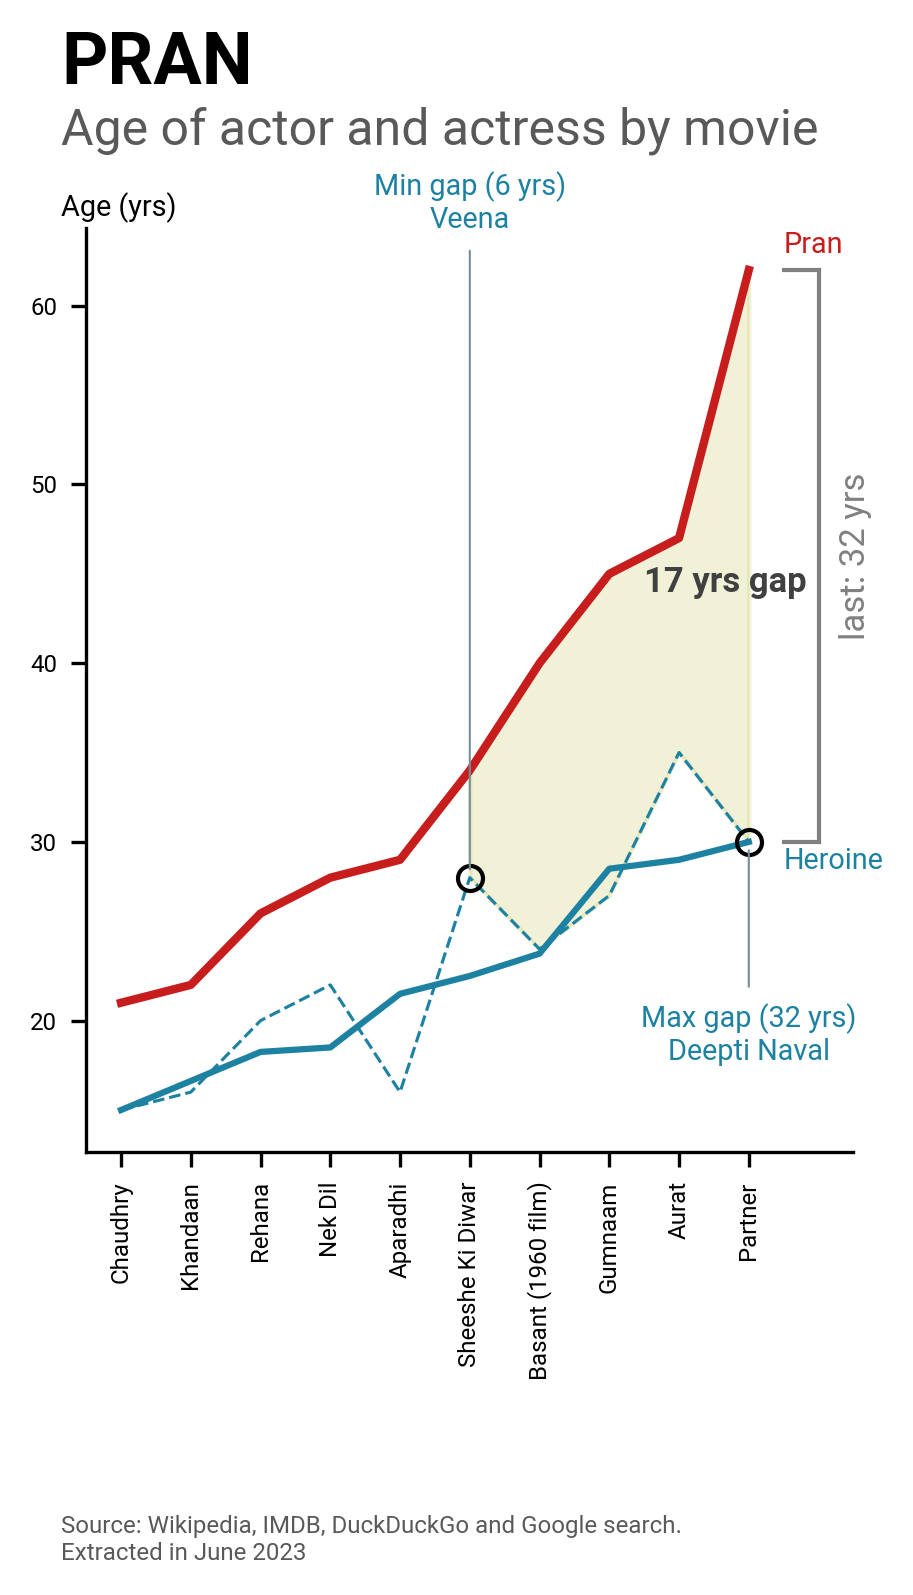 PRAN
Age of actor and actress by movie
Min gap (6 yrs)
Veena
Age (yrs)
Pran
60
50
40
30
20
17 yrs gap
last: 32 yrs
Heroine
Max gap (32 yrs)
Deepti Naval
Chaudhry
Khandaan
Rehana
Nek Dil
Aparadhi
Sheeshe Ki Diwar
Basant (1960 film)
Gumnaam
Aurat
Partner
Source: Wikipedia, IMDB, DuckDuckGo and Google search.
Extracted in June 2023